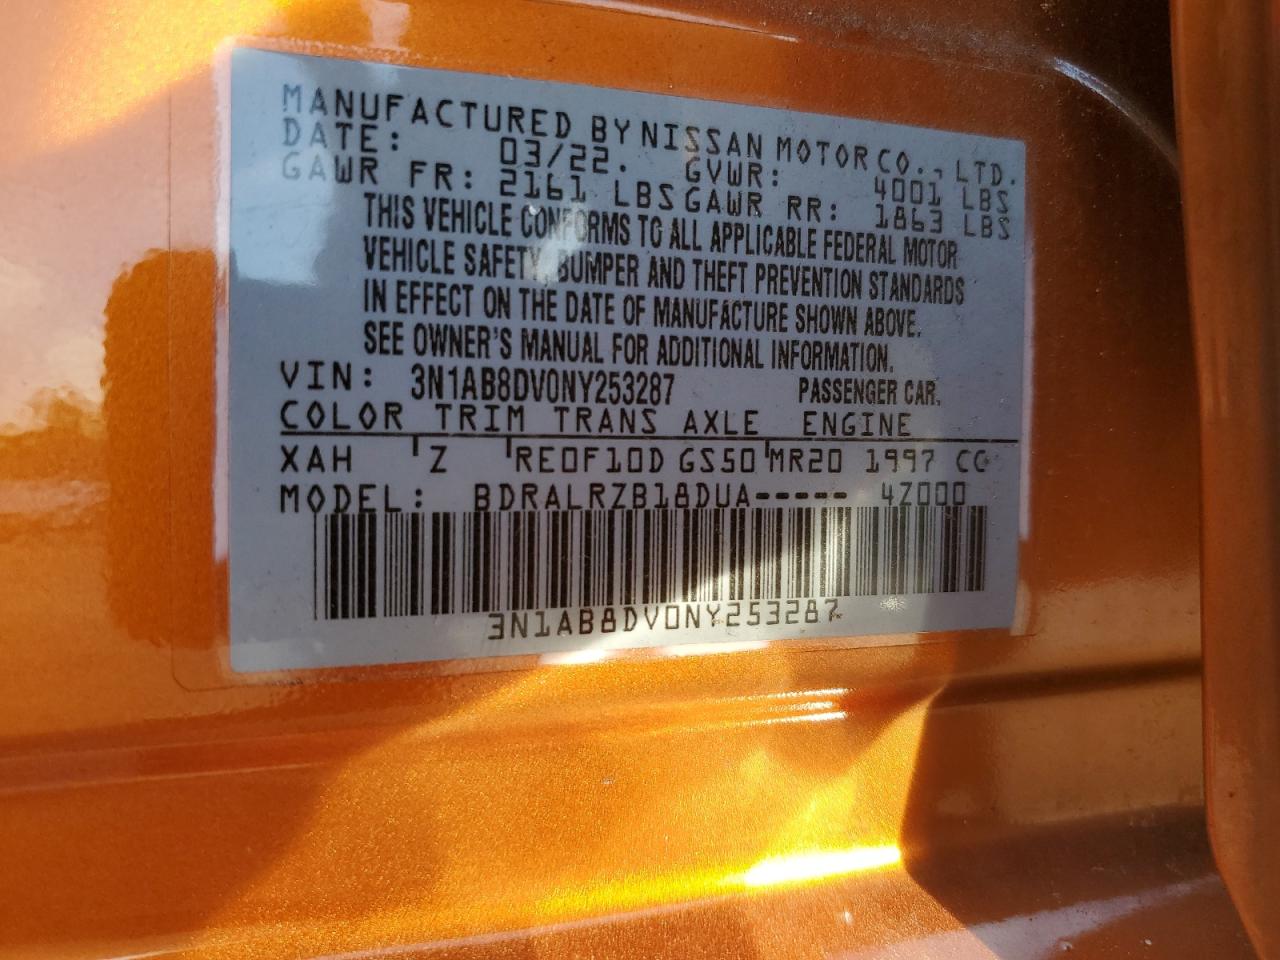 MANUFACTURED BY NISSAN MOTOR CO., LTD.
DATE: 03/22. GVWR: 4001 LBS
GAWR FR: 2161 LBS GAWR RR: 1863 LBS
THIS VEHICLE CONFORMS TO ALL APPLICABLE FEDERAL MOTOR
VEHICLE SAFETY, BUMPER AND THEFT PREVENTION STANDARDS
IN EFFECT ON THE DATE OF MANUFACTURE SHOWN ABOVE.
SEE OWNER'S MANUAL FOR ADDITIONAL INFORMATION.
VIN: 3N1AB8DV0NY253287 PASSENGER CAR.
COLOR TRIM TRANS AXLE ENGINE
XAH Z RE0F10D GS50 MR20 1997 CC
MODEL: BDRALRZB18DUA----- 4Z000
3N1AB8DV0NY253287